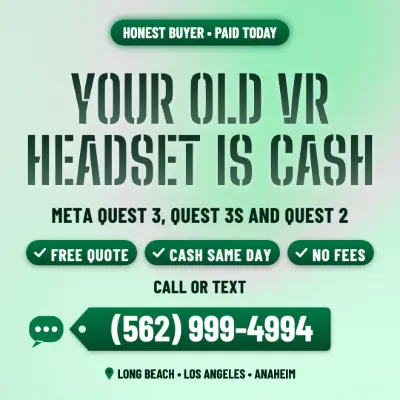 HONEST BUYER • PAID TODAY
YOUR OLD VR
HEADSET IS CASH
META QUEST 3, QUEST 3S AND QUEST 2
FREE QUOTE
CASH SAME DAY
NO FEES
CALL OR TEXT
(562) 999-4994
LONG BEACH • LOS ANGELES • ANAHEIM